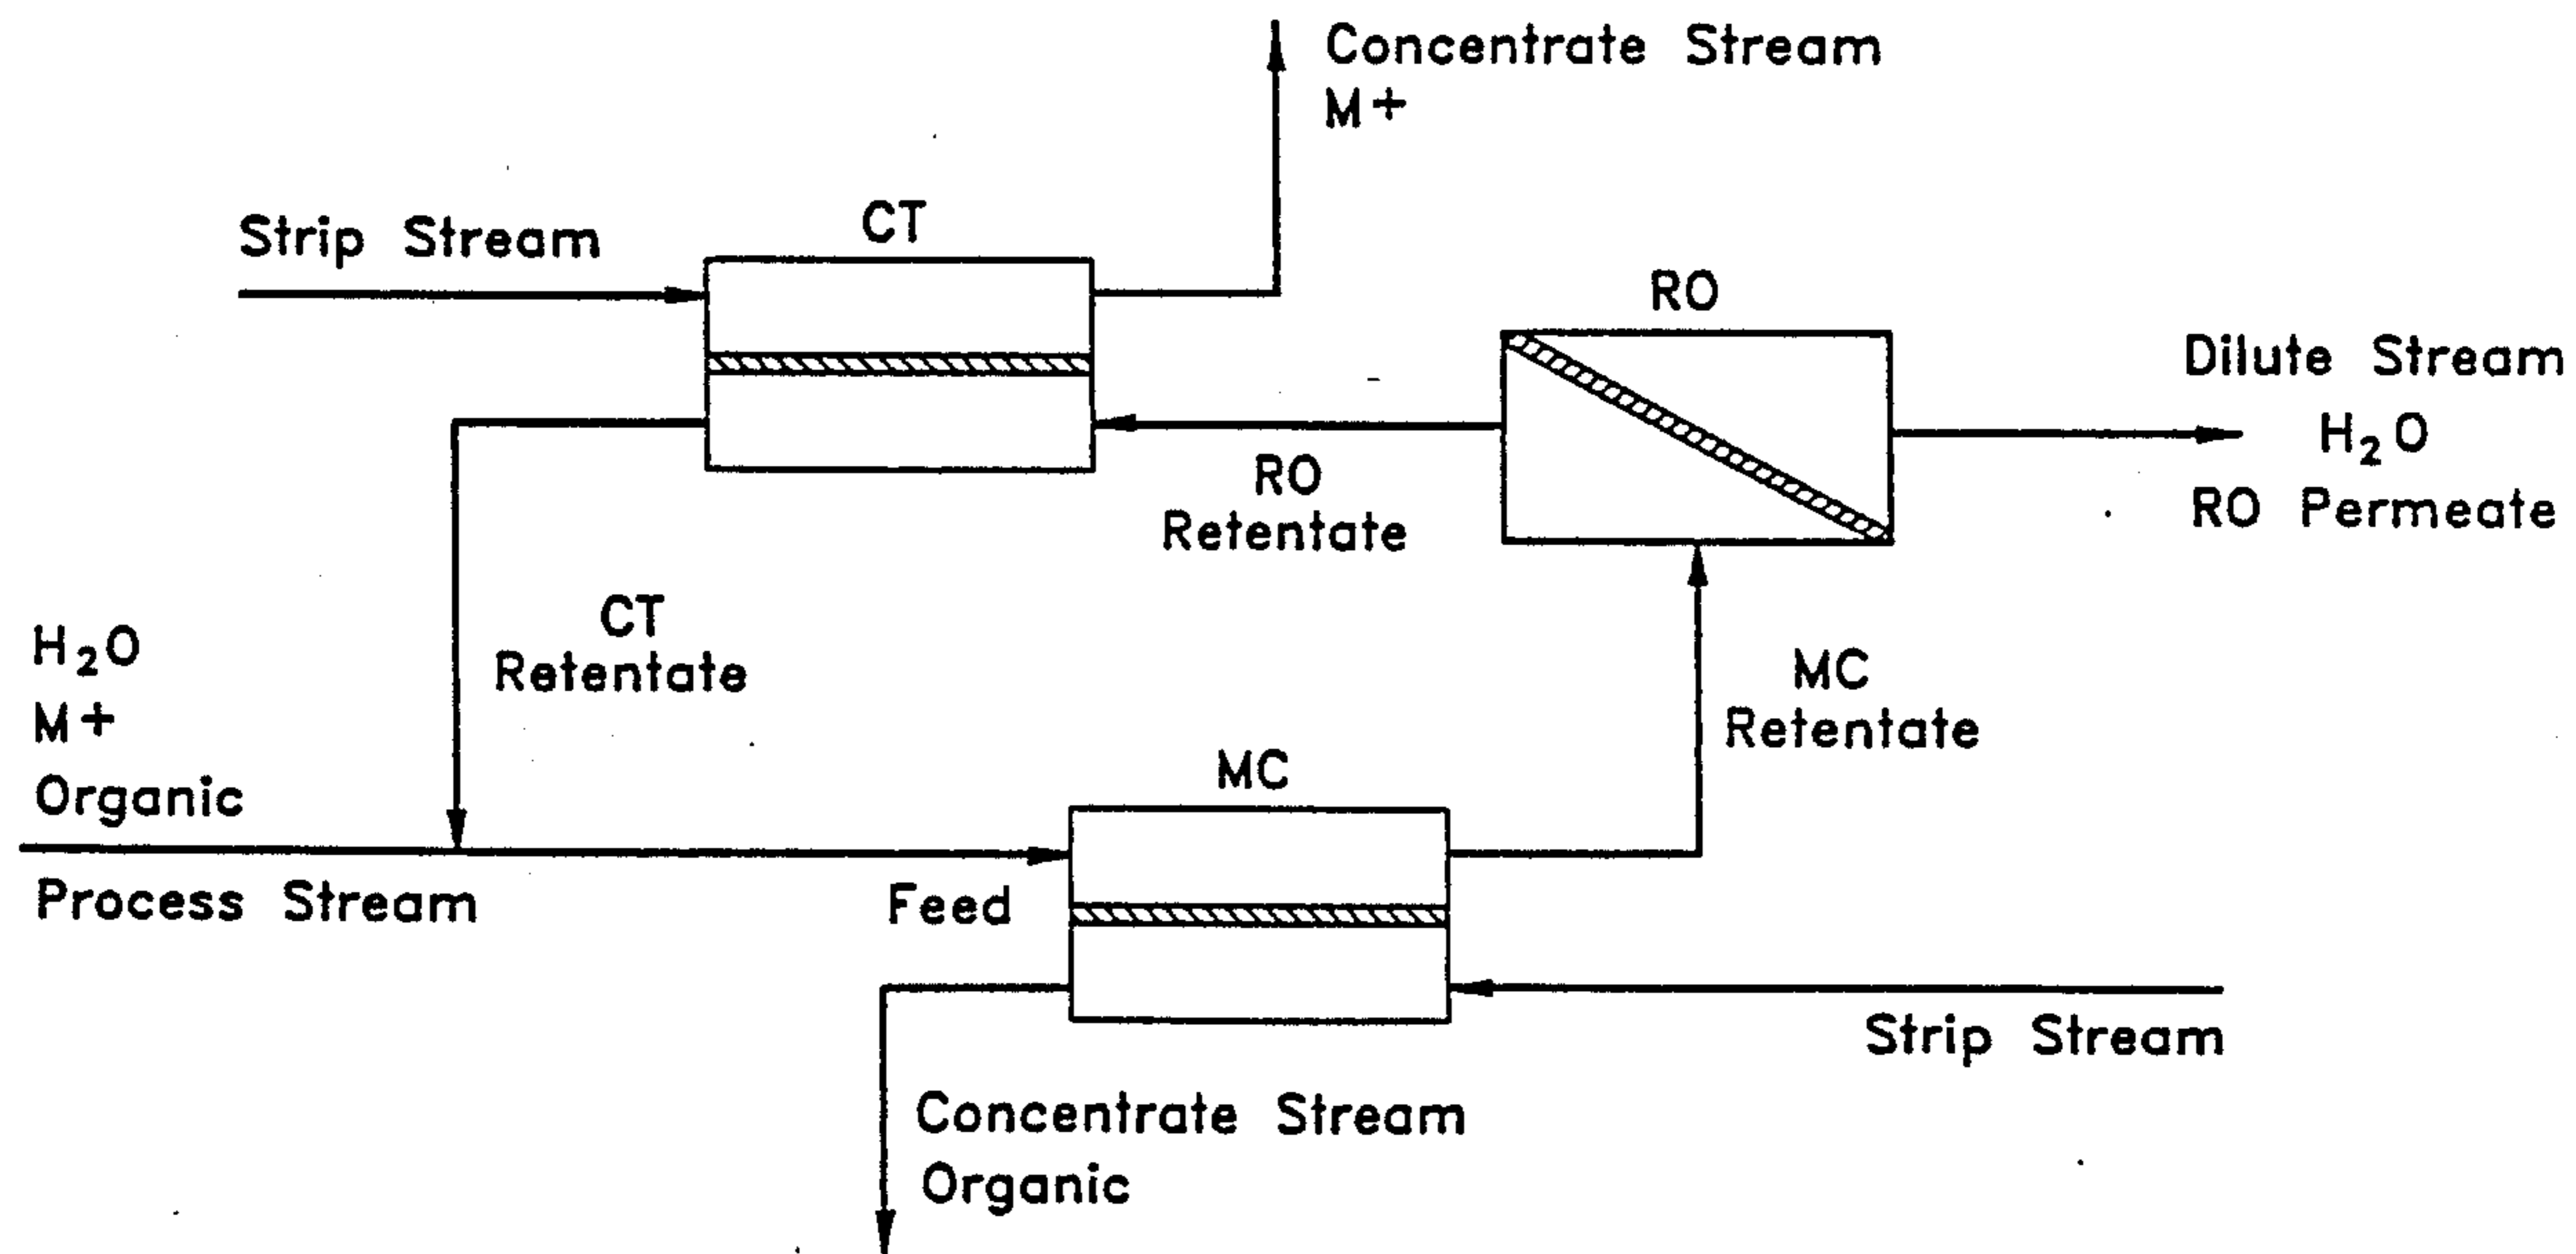 Concentrate Stream
M+
Strip Stream
CT
RO
Dilute Stream
H₂O
RO Permeate
RO
Retentate
CT
Retentate
H₂O
M+
Organic
MC
Retentate
MC
Process Stream
Feed
Strip Stream
Concentrate Stream
Organic